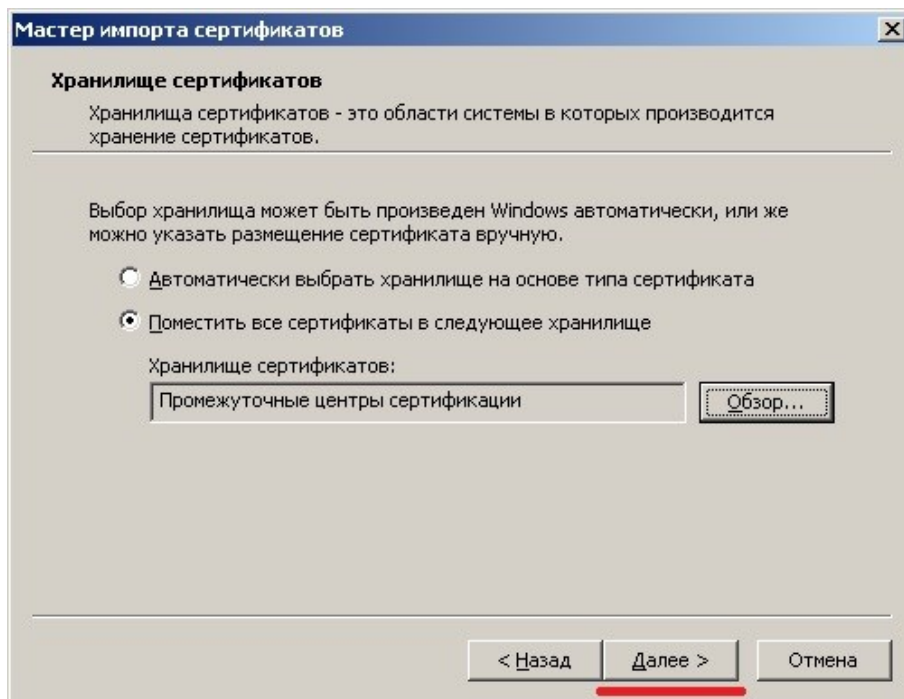 Мастер импорта сертификатов
Хранилище сертификатов
Хранилища сертификатов - это области системы в которых производится
хранение сертификатов.
Выбор хранилища может быть произведен Windows автоматически, или же
можно указать размещение сертификата вручную.
Автоматически выбрать хранилище на основе типа сертификата
Поместить все сертификаты в следующее хранилище
Хранилище сертификатов:
Промежуточные центры сертификации
Обзор...
< Назад
Далее >
Отмена